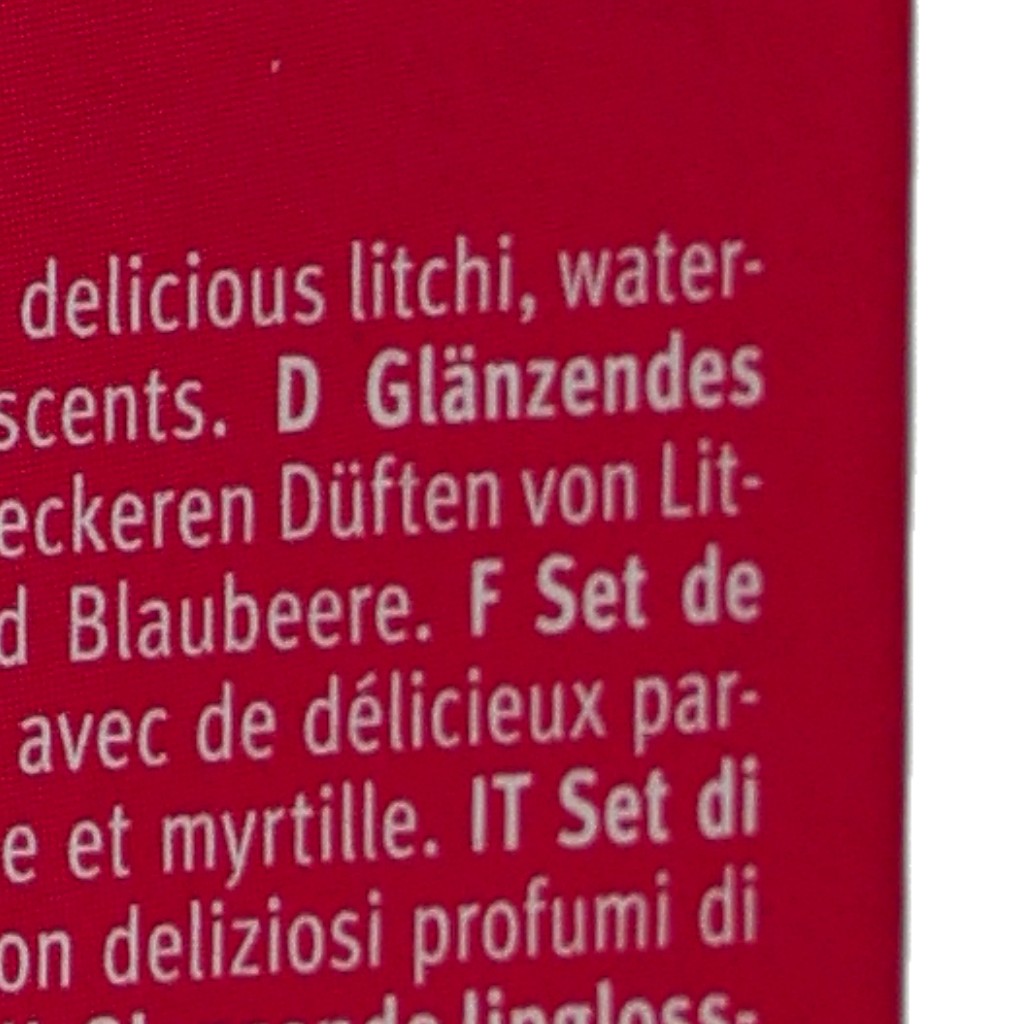 delicious litchi, water-
scents. D Glänzendes
eckeren Düften von Lit-
d Blaubeere. F Set de
avec de délicieux par-
e et myrtille. IT Set di
on deliziosi profumi di
lipgloss-